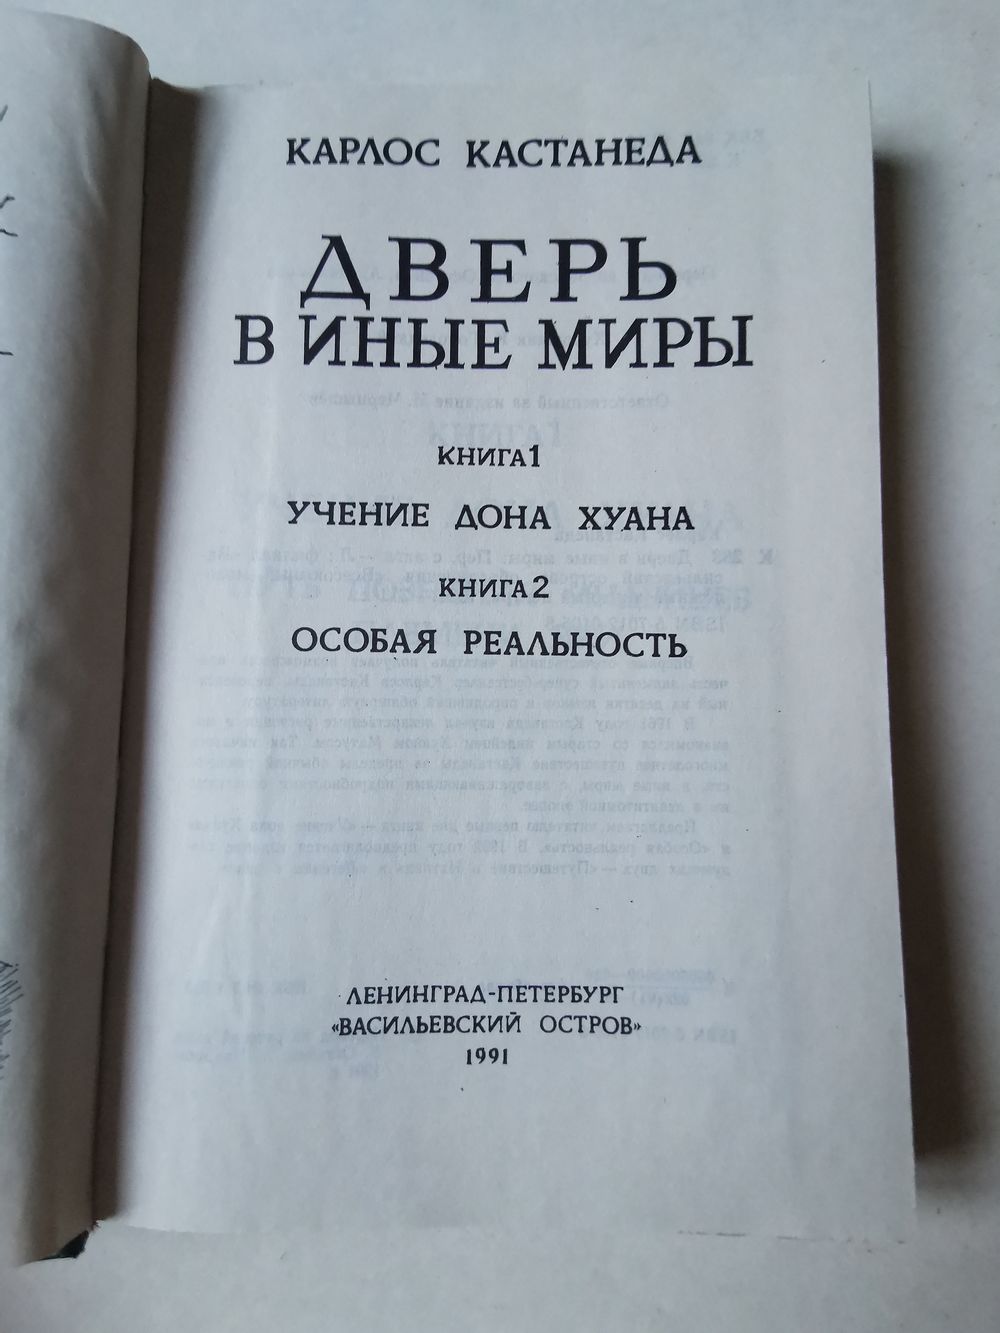 КАРЛОС КАСТАНЕДА
ДВЕРЬ
В ИНЫЕ МИРЫ
КНИГА 1
УЧЕНИЕ ДОНА ХУАНА
КНИГА 2
ОСОБАЯ РЕАЛЬНОСТЬ
ЛЕНИНГРАД-ПЕТЕРБУРГ
«ВАСИЛЬЕВСКИЙ ОСТРОВ»
1991